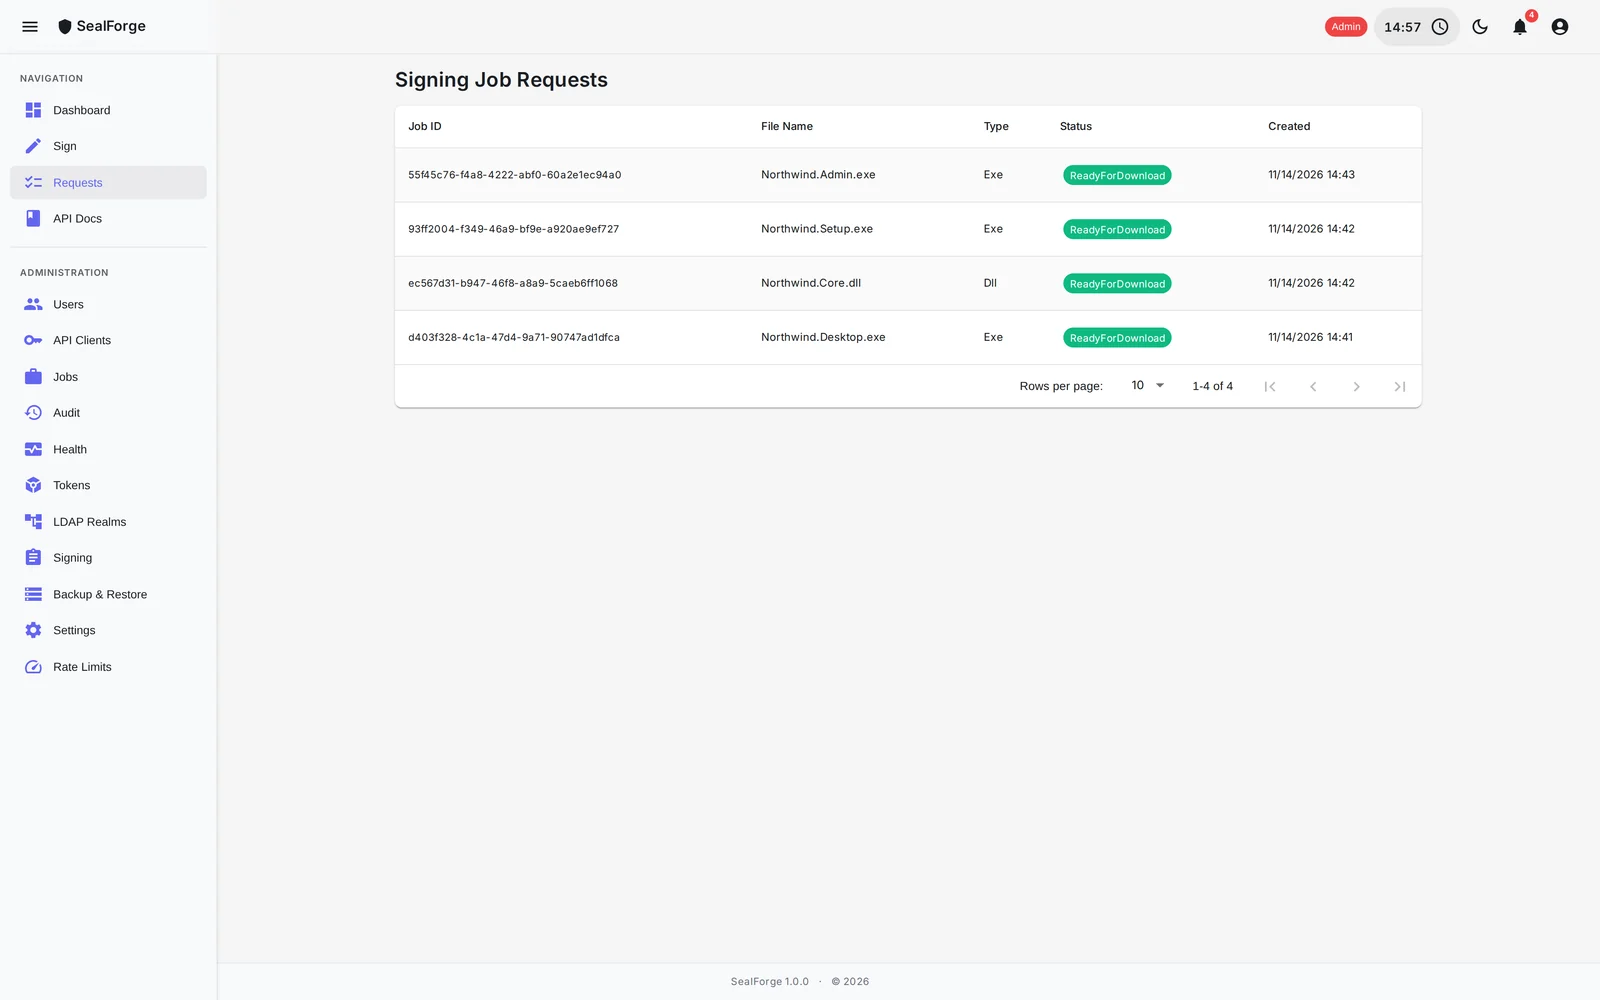 SealForge
Admin
14:57
4
NAVIGATION
Dashboard
Sign
Requests
API Docs
ADMINISTRATION
Users
API Clients
Jobs
Audit
Health
Tokens
LDAP Realms
Signing
Backup & Restore
Settings
Rate Limits
Signing Job Requests
Job ID File Name Type Status Created
55f45c76-f4a8-4222-abf0-60a2e1ec94a0 Northwind.Admin.exe Exe ReadyForDownload 11/14/2026 14:43
93ff2004-f349-46a9-bf9e-a920ae9ef727 Northwind.Setup.exe Exe ReadyForDownload 11/14/2026 14:42
ec567d31-b947-46f8-a8a9-5caeb6ff1068 Northwind.Core.dll Dll ReadyForDownload 11/14/2026 14:42
d403f328-4c1a-47d4-9a71-90747ad1dfca Northwind.Desktop.exe Exe ReadyForDownload 11/14/2026 14:41
Rows per page: 10 1-4 of 4
SealForge 1.0.0 · © 2026